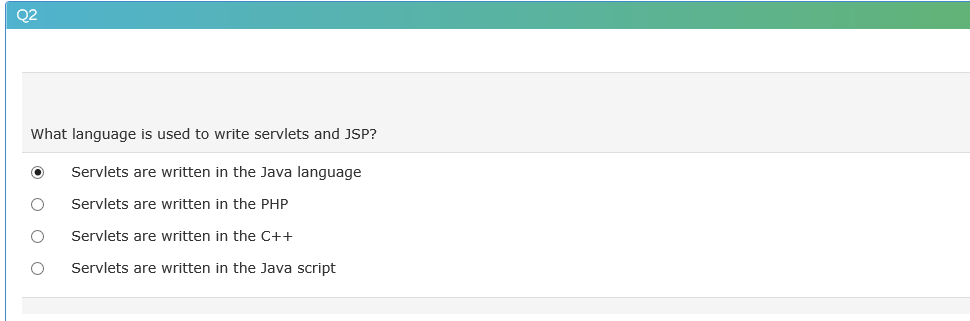 Q2
What language is used to write servlets and JSP?
Servlets are written in the Java language
Servlets are written in the PHP
Servlets are written in the C++
Servlets are written in the Java script